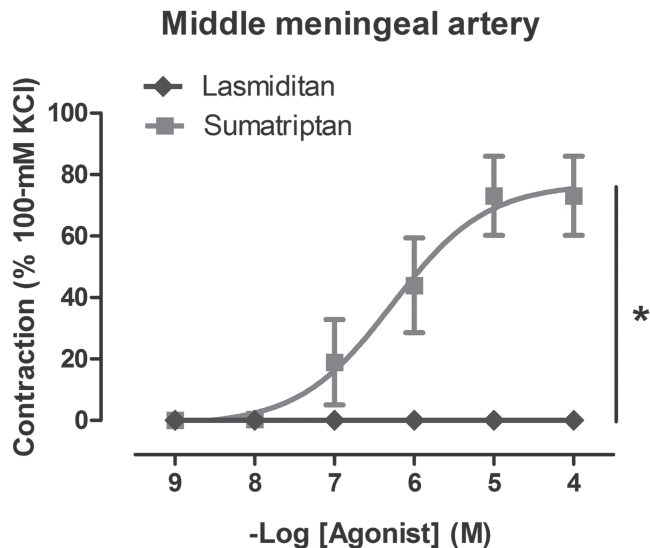 Middle meningeal artery
Lasmiditan
Sumatriptan
Contraction (% 100-mM KCl)
100
80
60
40
20
0
*
9 8 7 6 5 4
-Log [Agonist] (M)